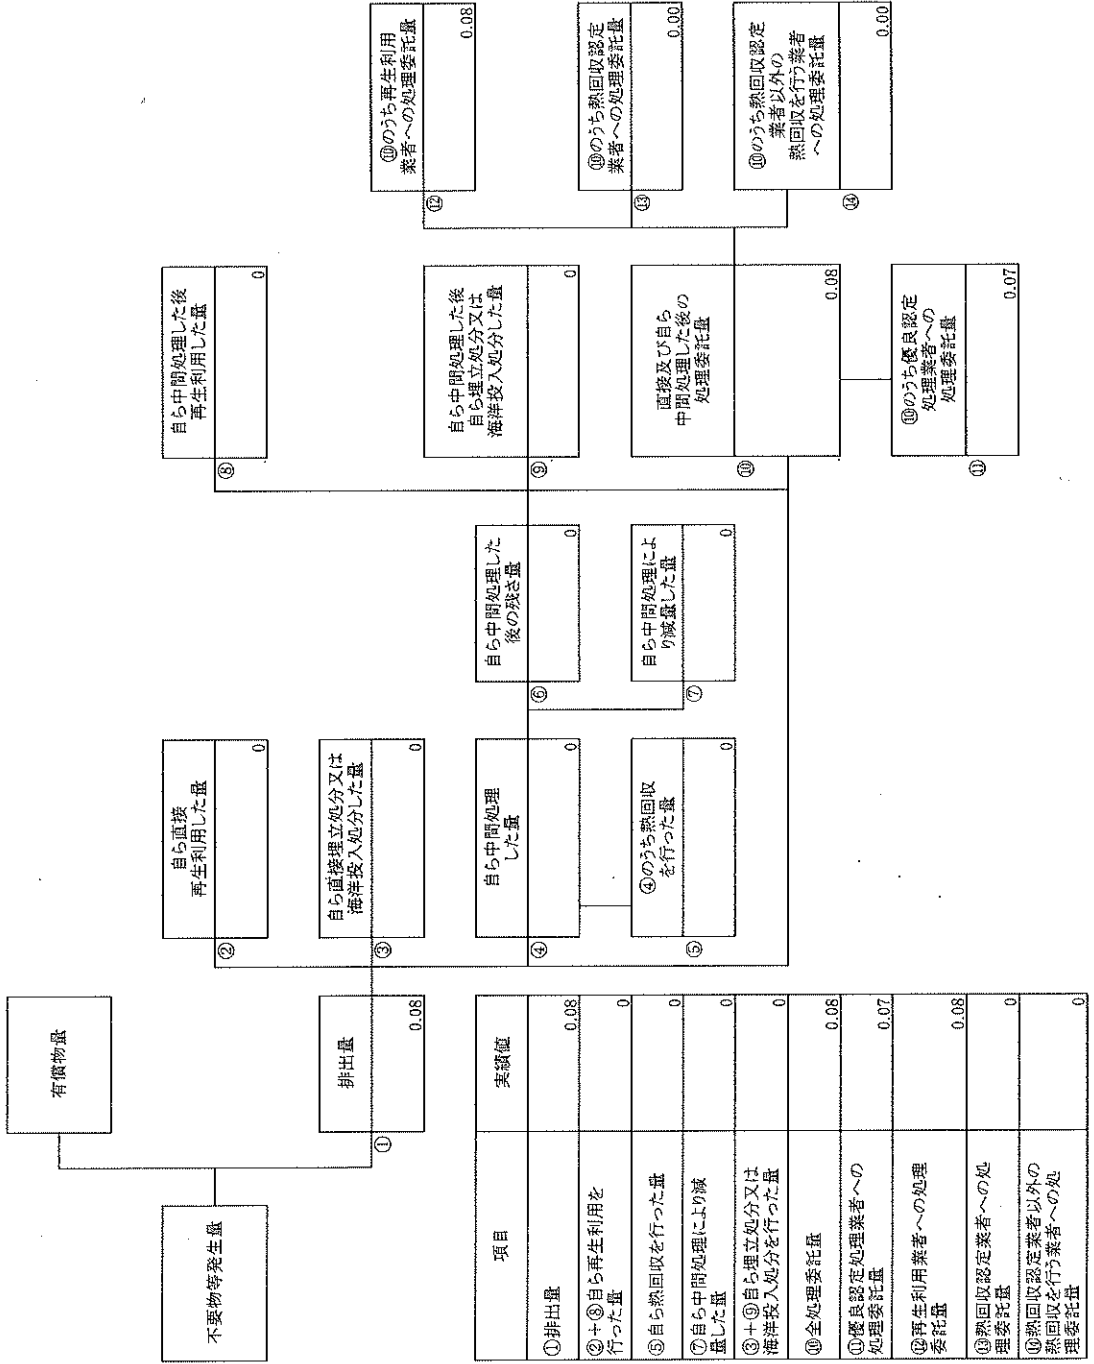 不要物等発生量
有償物量
排出量
①
0.08
自ら直接
再生利用した量
②
0
自ら直接埋立処分又は
海洋投入処分した量
③
0
自ら中間処理
した量
④
0
④のうち熱回収
を行った量
⑤
0
自ら中間処理した
後の残さ量
⑥
0
自ら中間処理によ
り減量した量
⑦
0
自ら中間処理した後
再生利用した量
⑧
0
自ら中間処理した後
自ら埋立処分又は
海洋投入処分した量
⑨
0
直接及び自ら
中間処理した後の
処理委託量
⑩
0.08
⑩のうち優良認定
処理業者への
処理委託量
⑪
0.07
⑩のうち再生利用
業者への処理委託量
⑫
0.08
⑩のうち熱回収認定
業者への処理委託量
⑬
0.00
⑩のうち熱回収認定
業者以外の
熱回収を行う業者
への処理委託量
⑭
0.00
項目
実績値
①排出量
0.08
②+⑧自ら再生利用を
行った量
0
⑤自ら熱回収を行った量
0
⑦自ら中間処理により減
量した量
0
③+⑨自ら埋立処分又は
海洋投入処分を行った量
0
⑩全処理委託量
0.08
⑪優良認定処理業者への
処理委託量
0.07
⑫再生利用業者への処理
委託量
0.08
⑬熱回収認定業者への処
理委託量
0
⑭熱回収認定業者以外の
熱回収を行う業者への処
理委託量
0